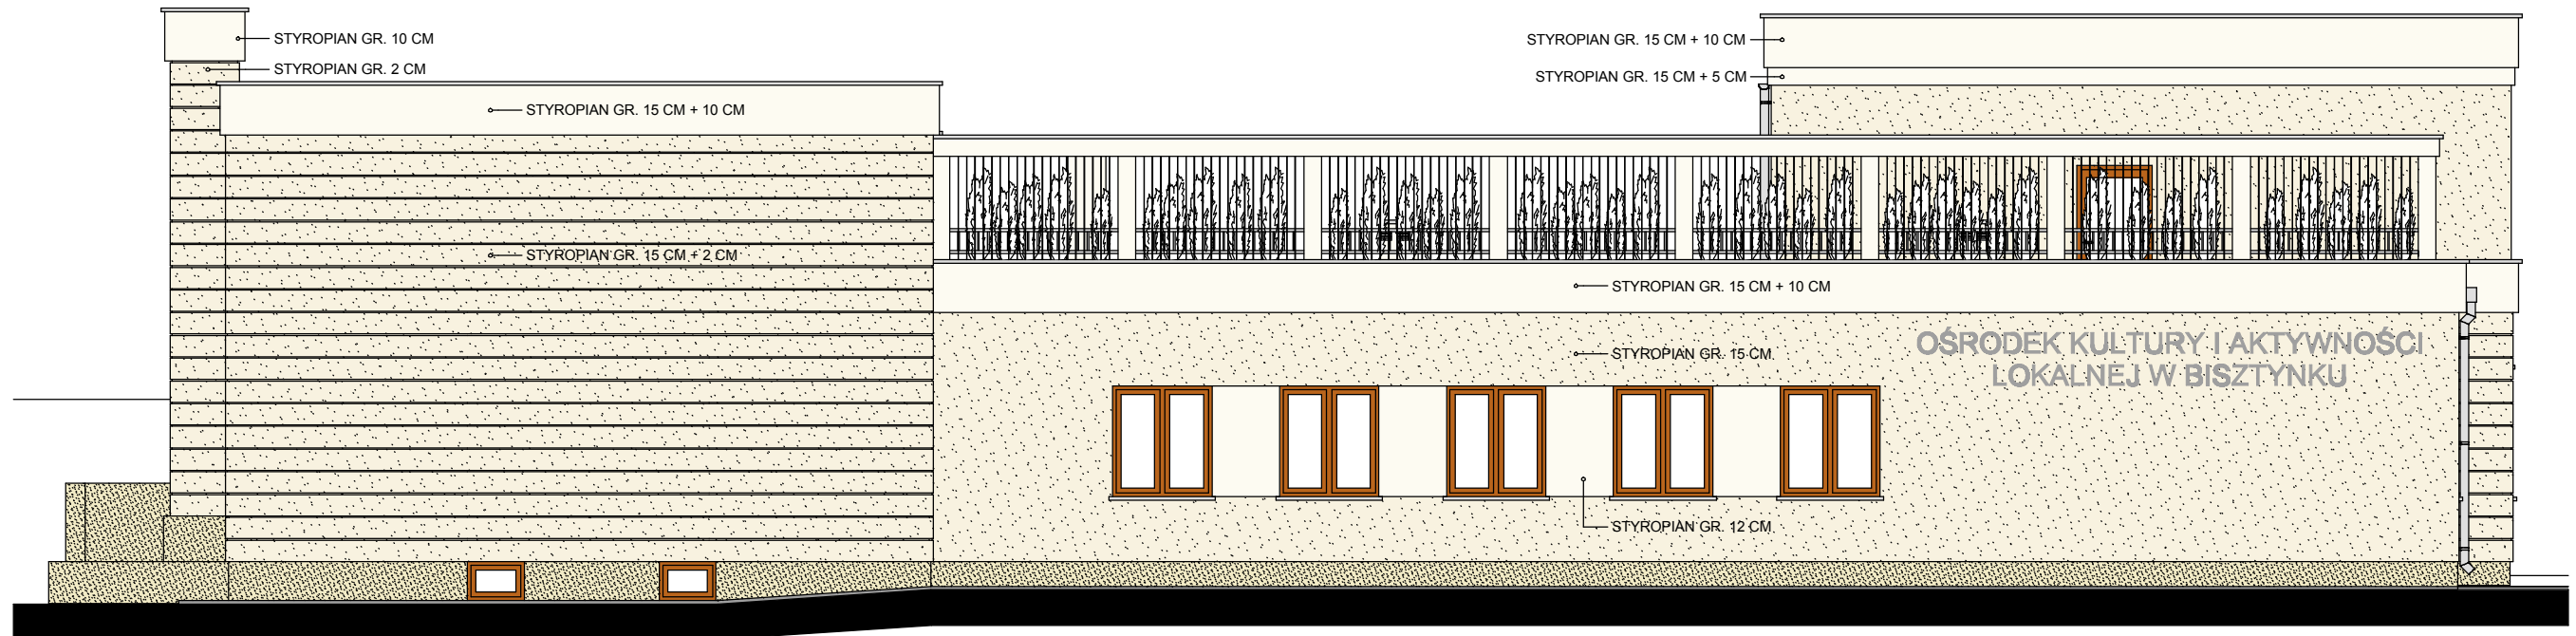 STYROPIAN GR. 10 CM
STYROPIAN GR. 15 CM + 10 CM
STYROPIAN GR. 2 CM
STYROPIAN GR. 15 CM + 5 CM
STYROPIAN GR. 15 CM + 10 CM
STYROPIAN GR. 15 CM + 2 CM
STYROPIAN GR. 15 CM + 10 CM
OŚRODEK KULTURY I AKTYWNOŚCI
LOKALNEJ W BISZTYNKU
STYROPIAN GR. 15 CM
STYROPIAN GR. 12 CM